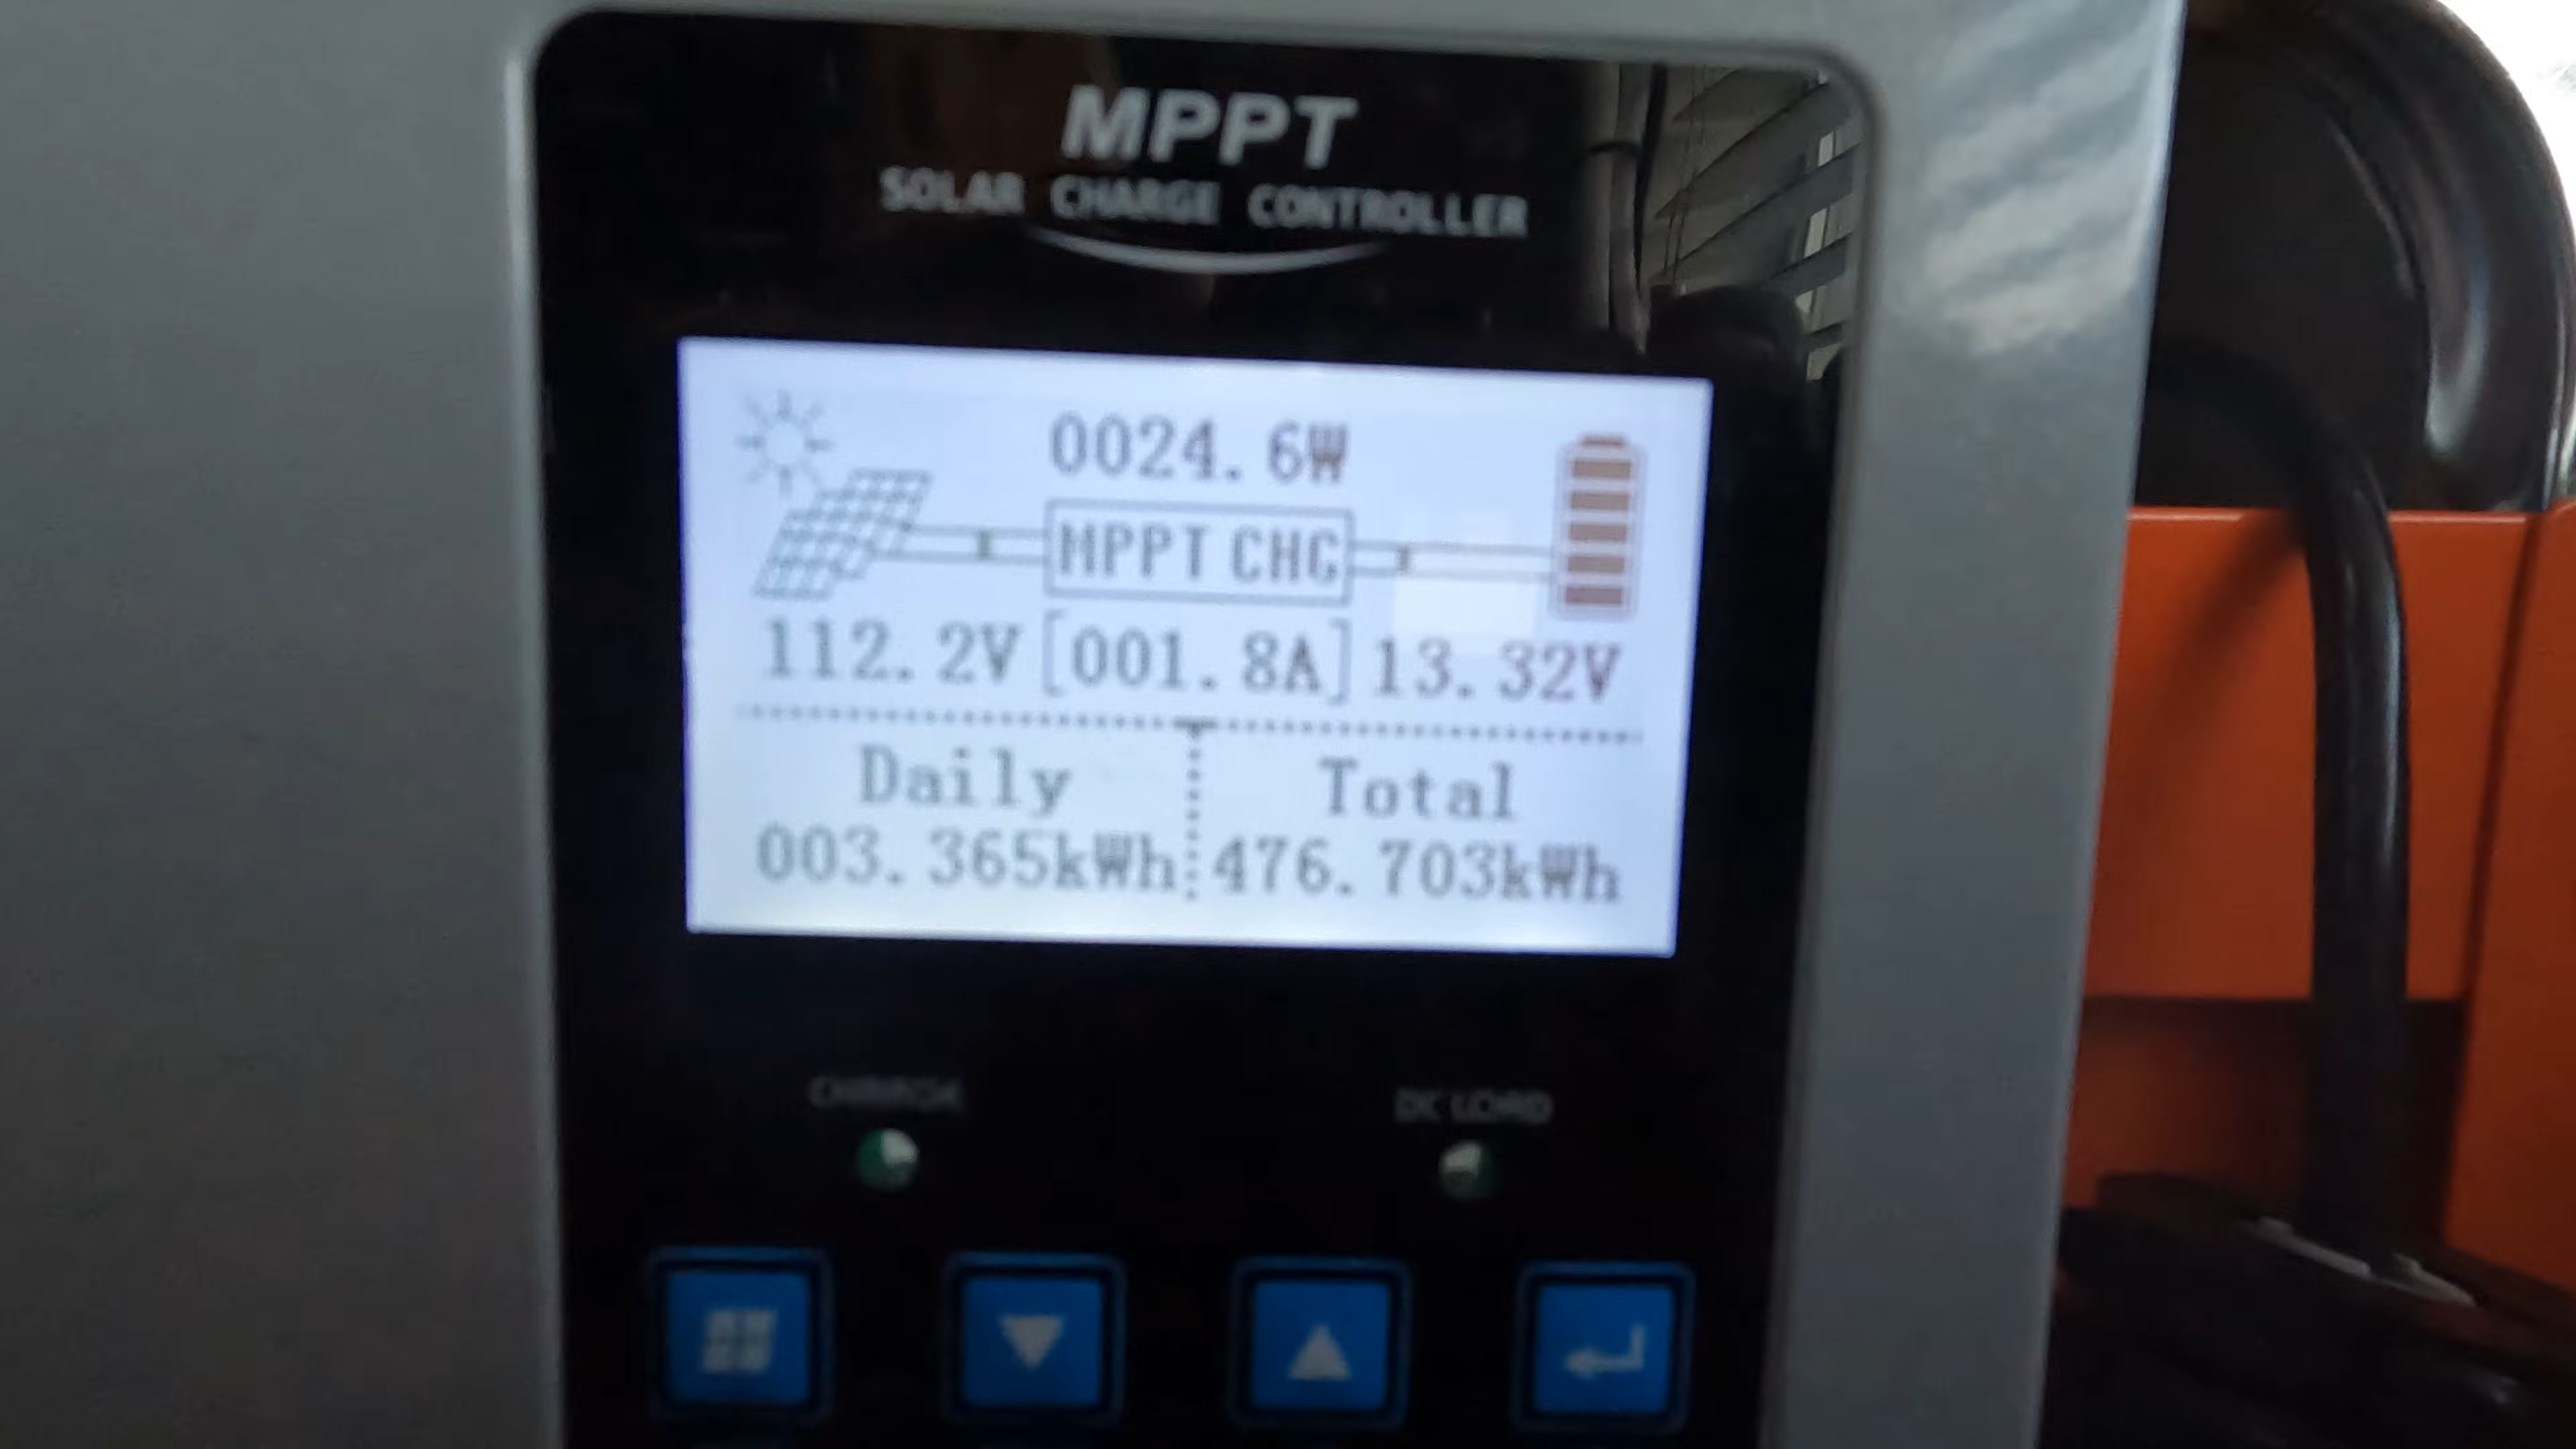 MPPT
SOLAR CHARGE CONTROLLER
0024.6W
MPPT CHG
112.2V [001.8A] 13.32V
Daily Total
003.365kWh 476.703kWh
DC LOAD